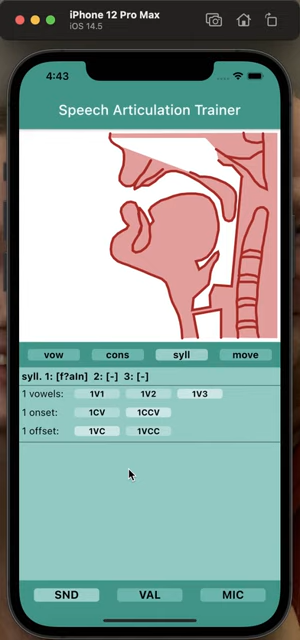 iPhone 12 Pro Max
iOS 14.5
4:43
Speech Articulation Trainer
vow cons syll move
syll. 1: [f?aIn] 2: [-] 3: [-]
1 vowels: 1V1 1V2 1V3
1 onset: 1CV 1CCV
1 offset: 1VC 1VCC
SND VAL MIC